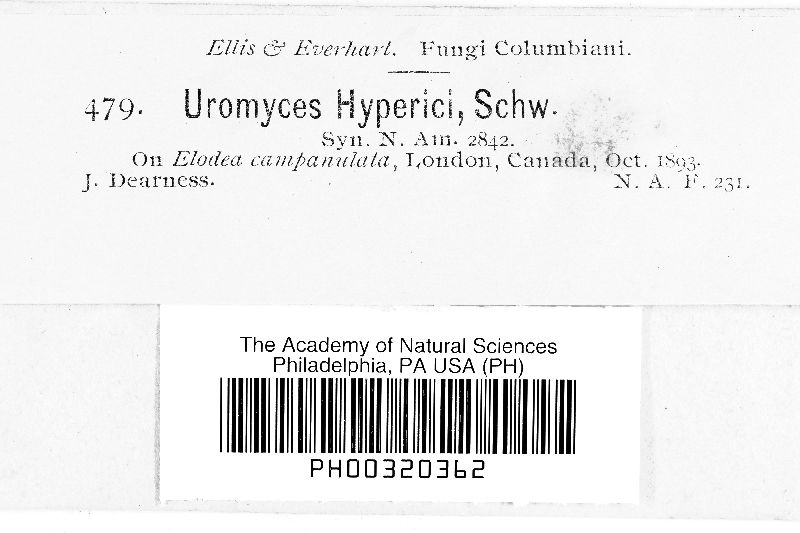 Ellis & Everhart. Fungi Columbiani.
479. Uromyces Hyperici, Schw.
Syn. N. Am. 2842.
On Elodea campanulata, London, Canada, Oct. 1893.
J. Dearness. N. A. F. 231.
The Academy of Natural Sciences
Philadelphia, PA USA (PH)
PH00320362